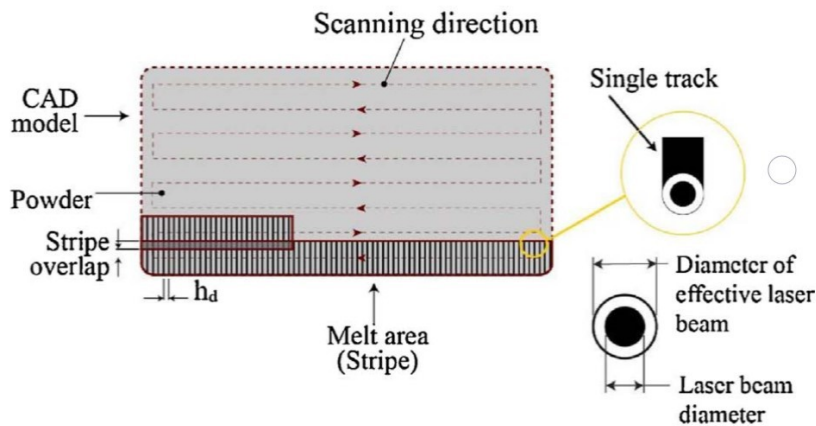 Scanning direction
CAD
model
Single track
Powder
Stripe
overlap
hd
Melt area
(Stripe)
Diameter of
effective laser
beam
Laser beam
diameter